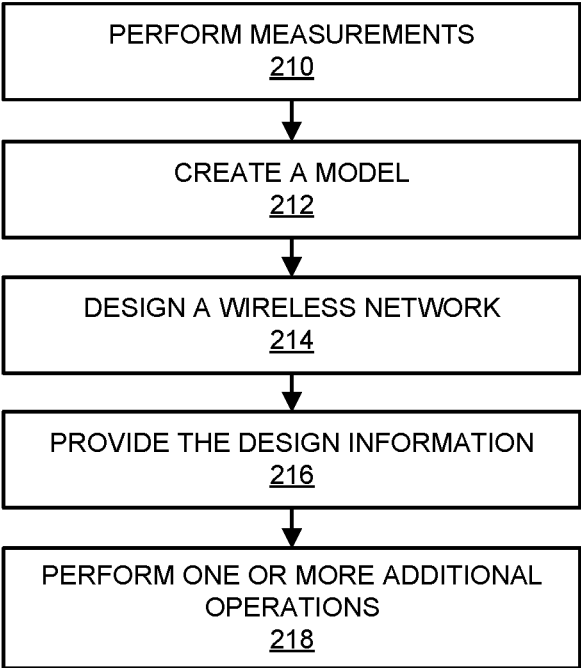 PERFORM MEASUREMENTS
210
CREATE A MODEL
212
DESIGN A WIRELESS NETWORK
214
PROVIDE THE DESIGN INFORMATION
216
PERFORM ONE OR MORE ADDITIONAL
OPERATIONS
218